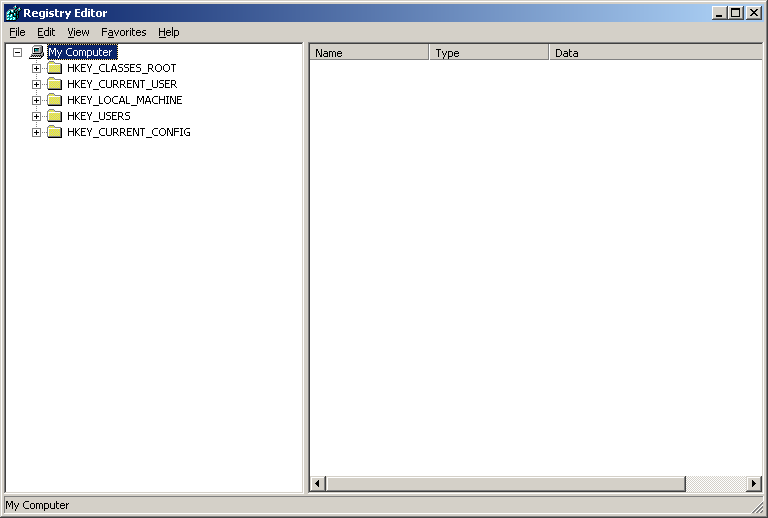 Registry Editor
File Edit View Favorites Help
My Computer
HKEY_CLASSES_ROOT
HKEY_CURRENT_USER
HKEY_LOCAL_MACHINE
HKEY_USERS
HKEY_CURRENT_CONFIG
Name Type Data
My Computer